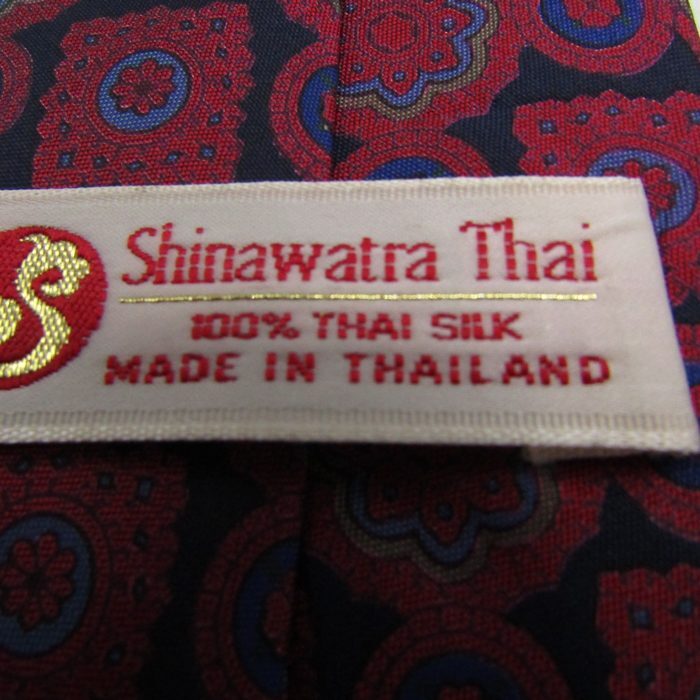 Shinawatra Thai
100% THAI SILK
MADE IN THAILAND